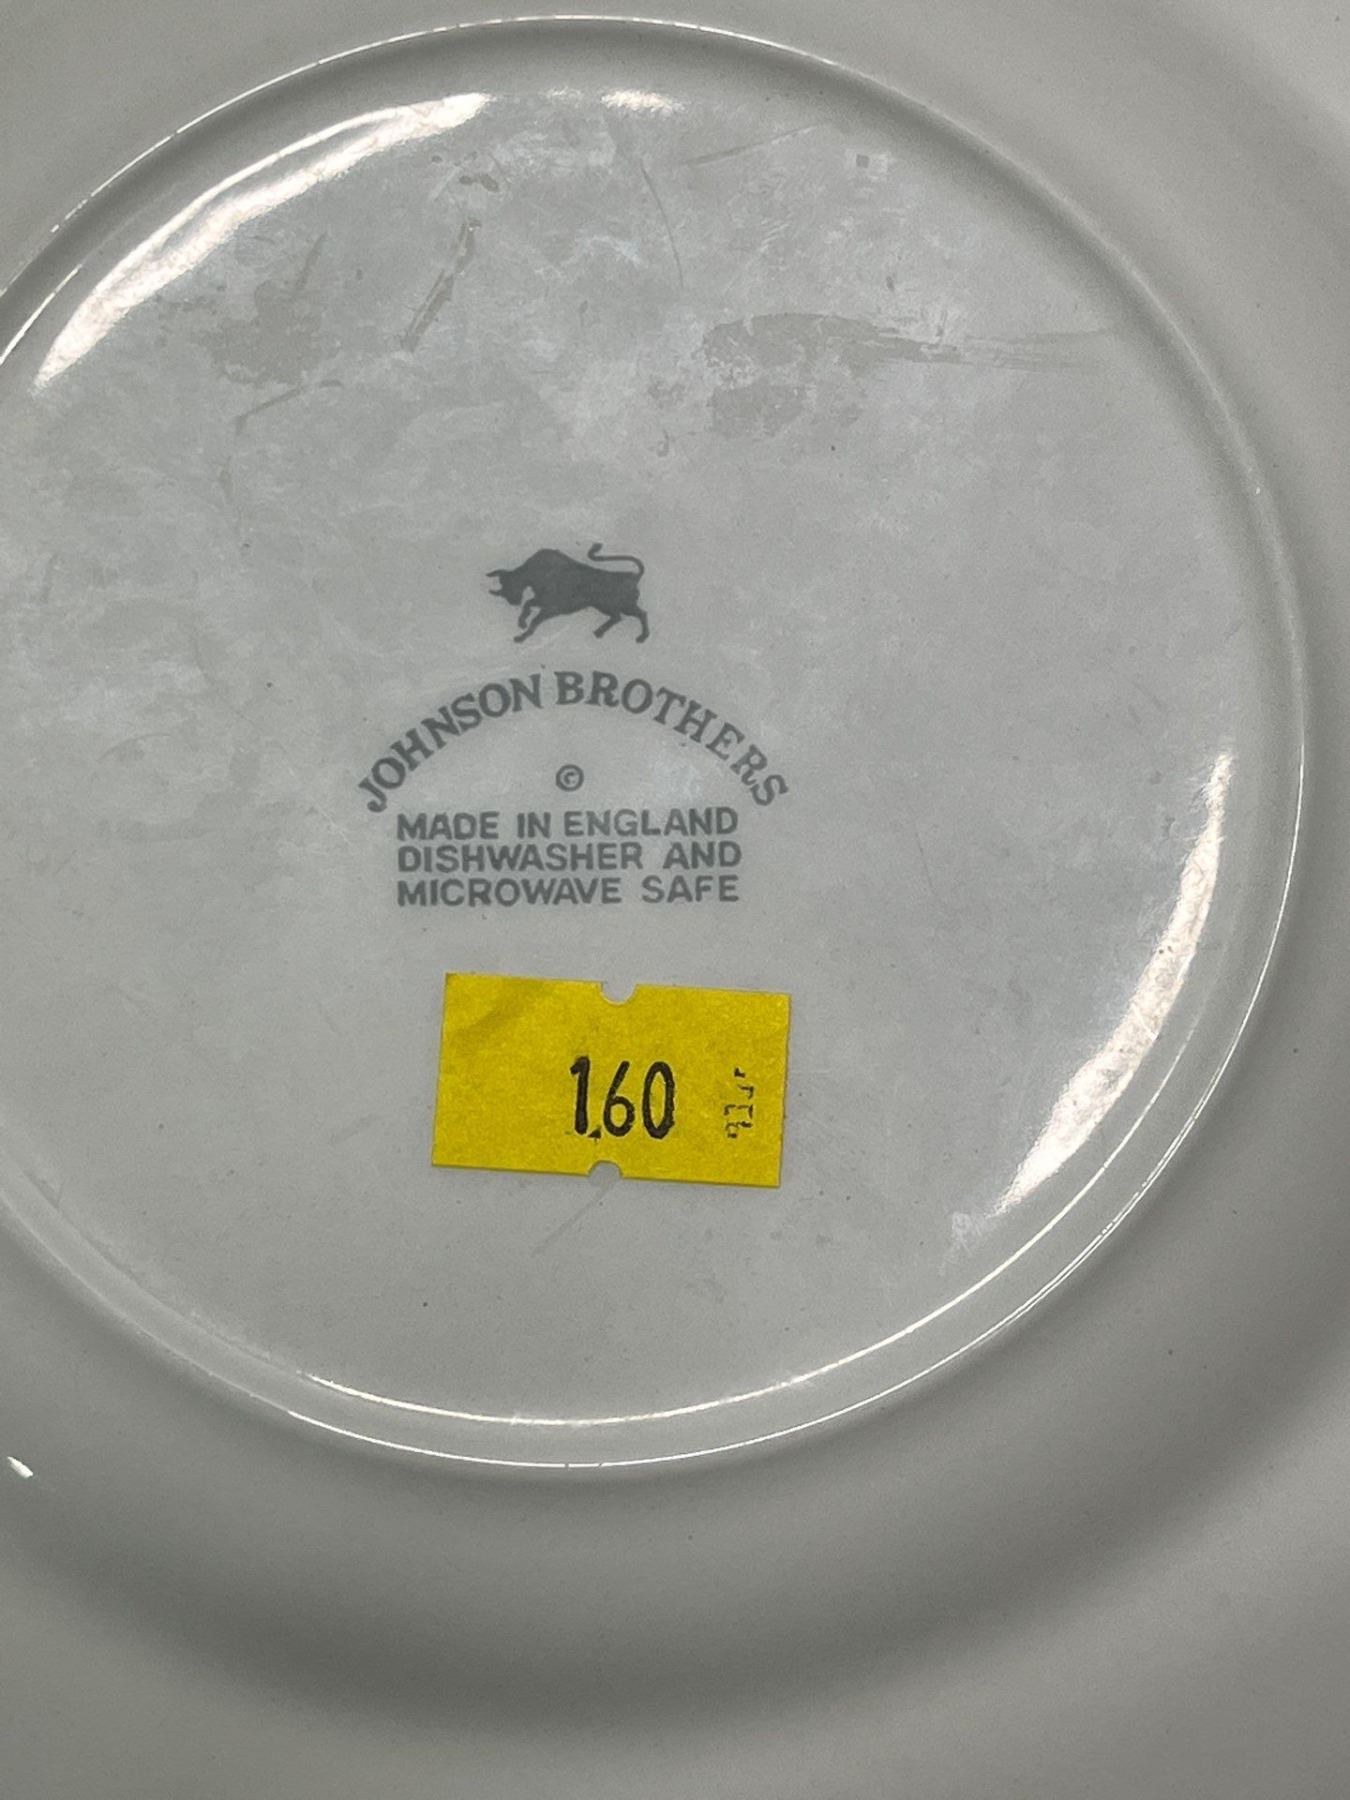 JOHNSON BROTHERS
©
MADE IN ENGLAND
DISHWASHER AND
MICROWAVE SAFE
1.60